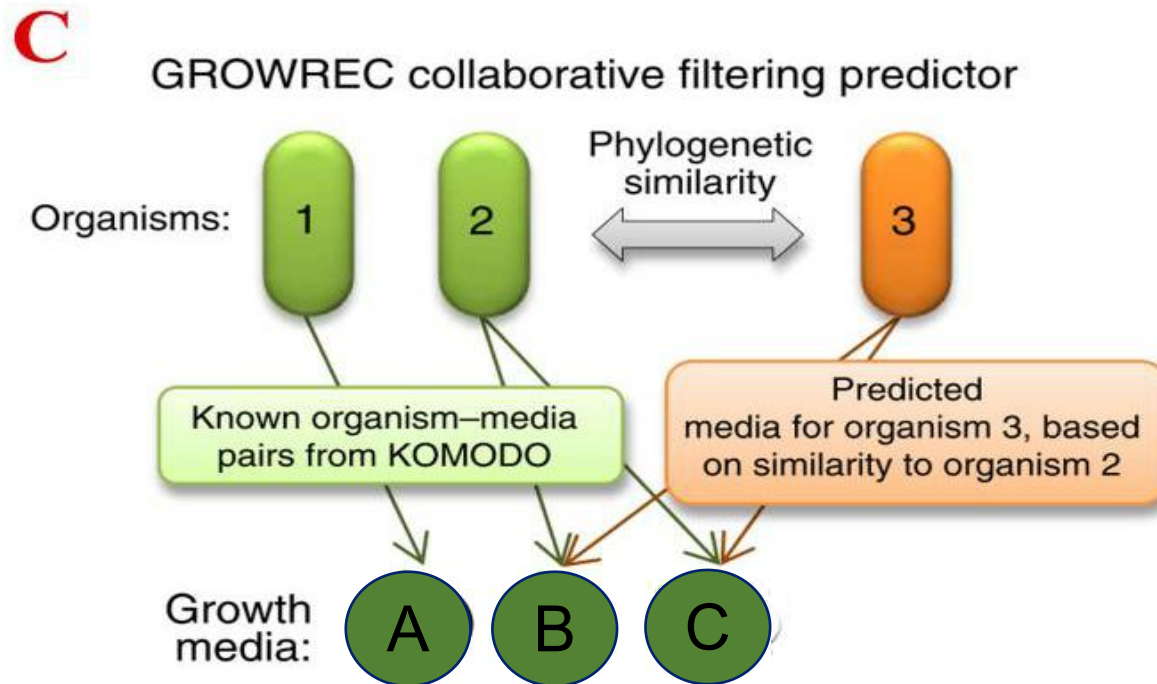 C
GROWREC collaborative filtering predictor
Organisms:
1
2
Phylogenetic
similarity
3
Known organism–media
pairs from KOMODO
Predicted
media for organism 3, based
on similarity to organism 2
Growth
media:
A
B
C